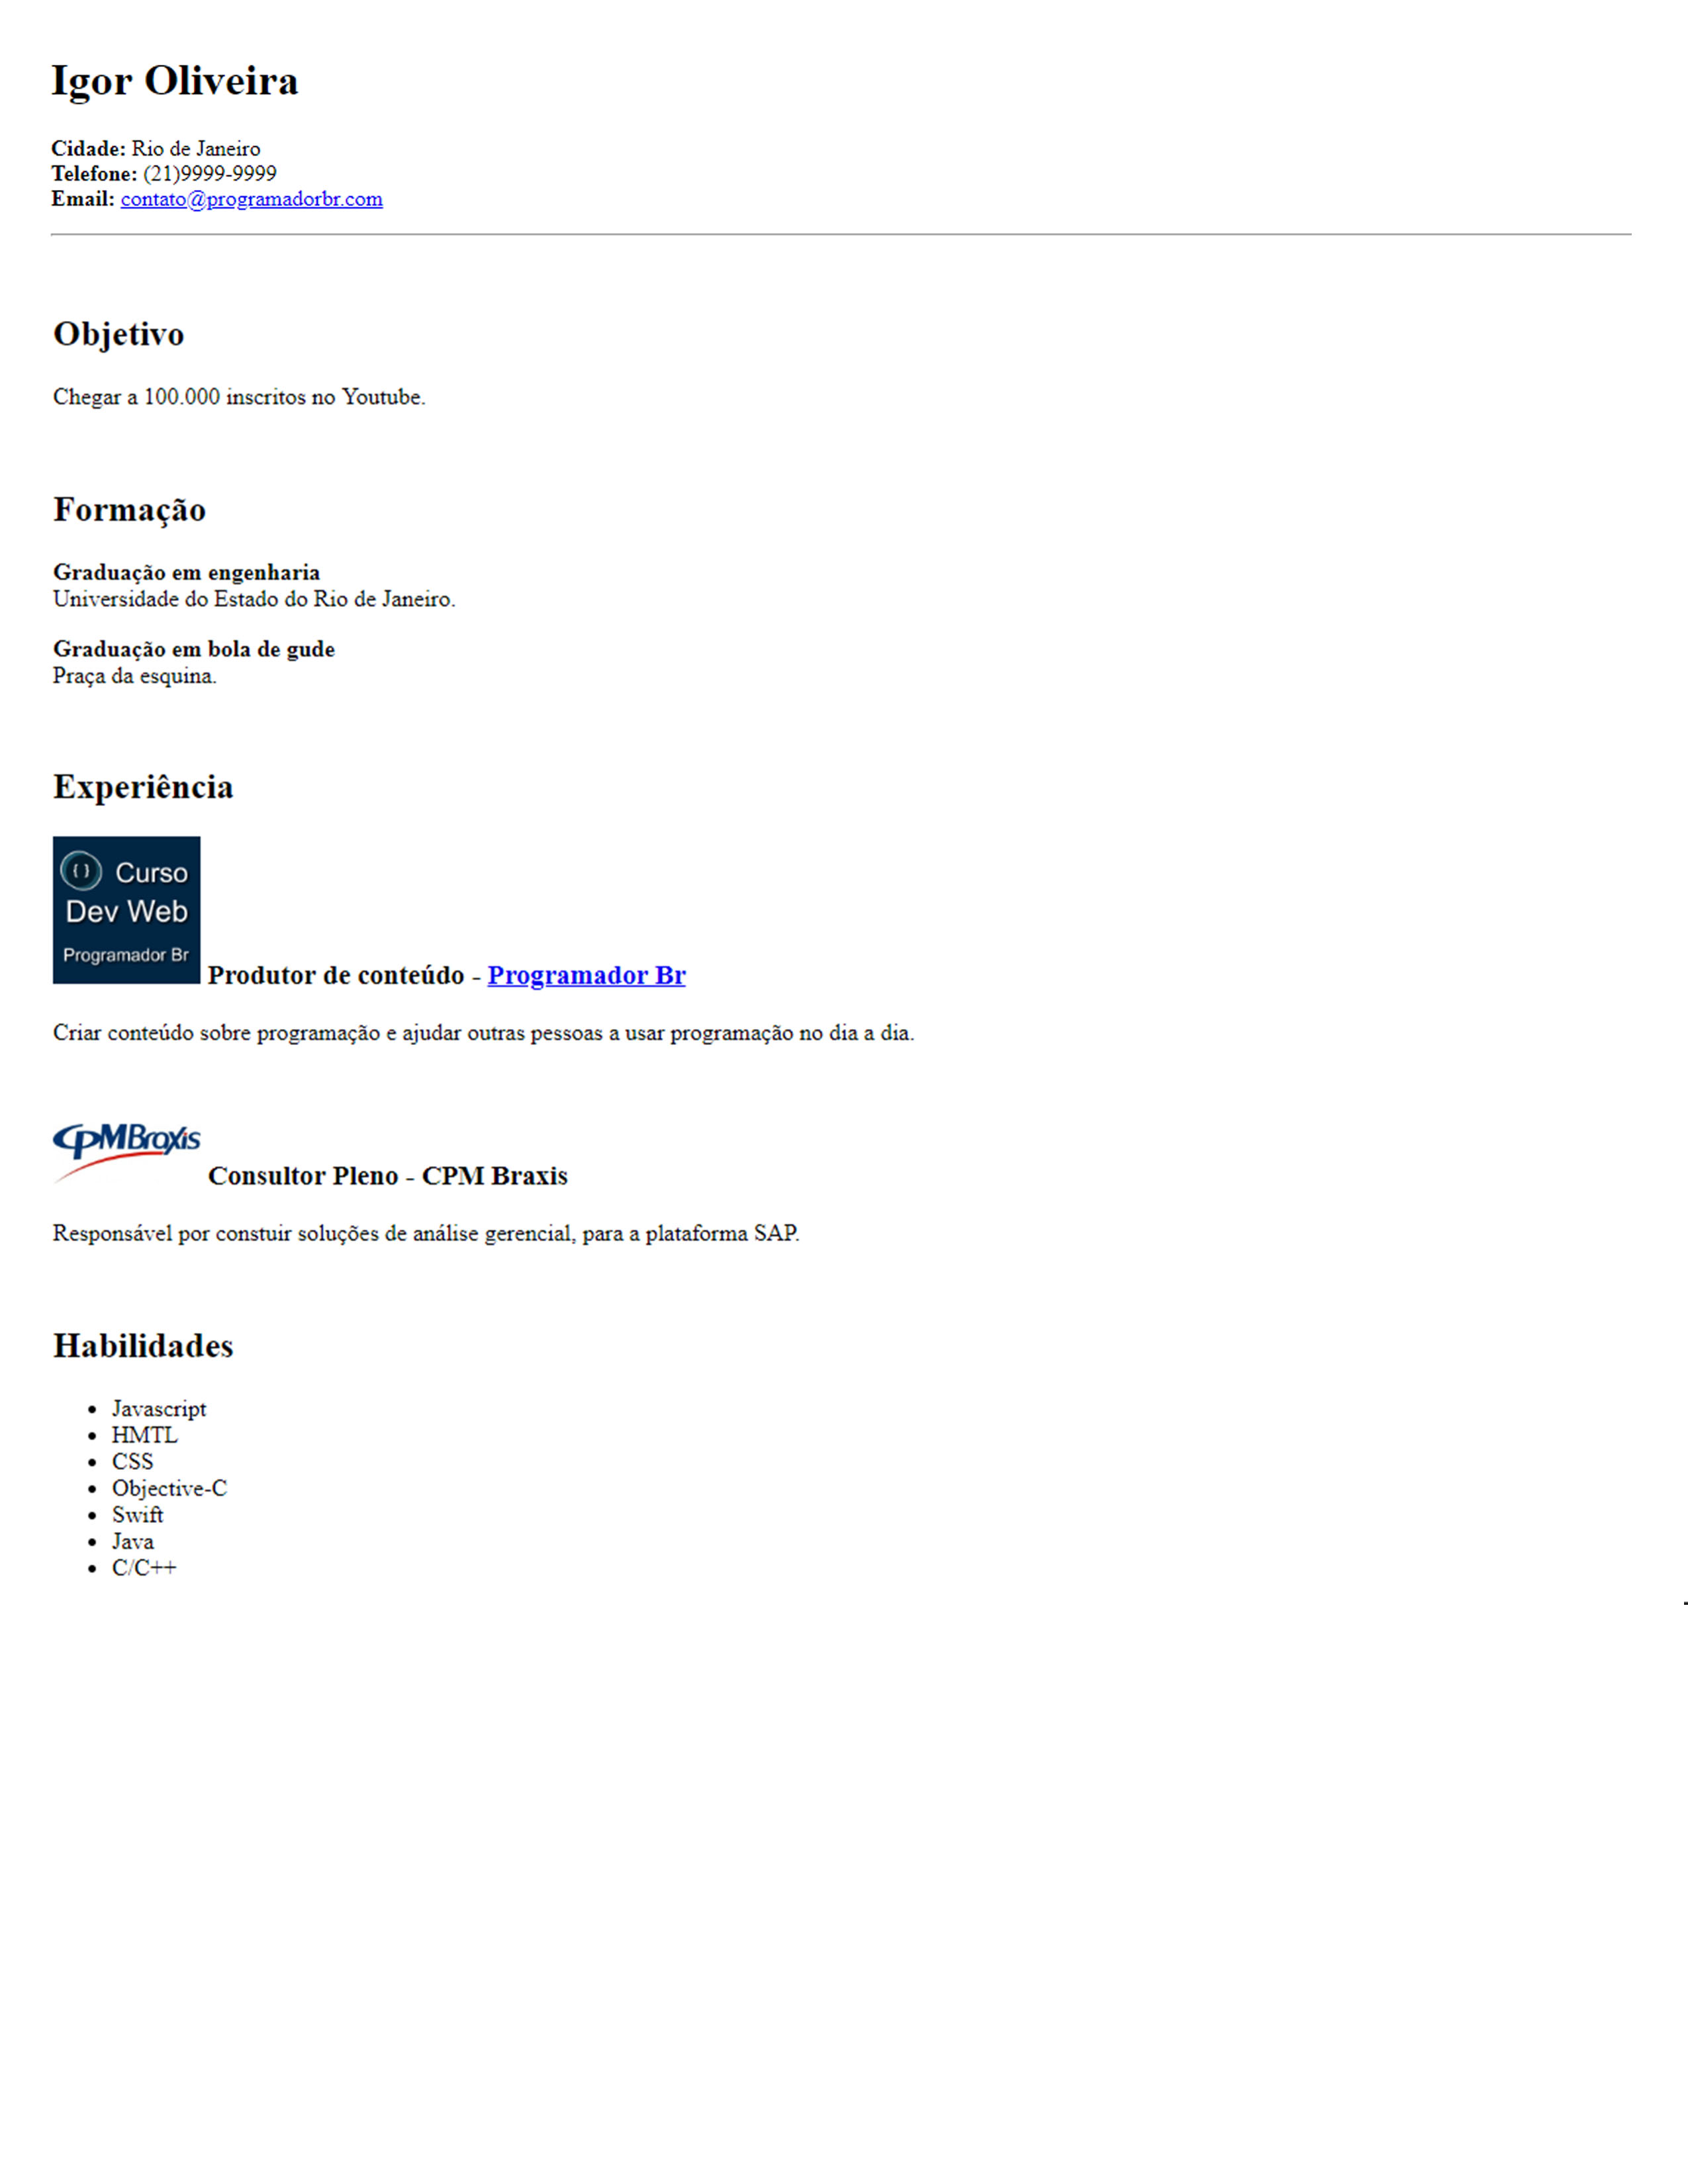 Igor Oliveira
Cidade: Rio de Janeiro
Telefone: (21)9999-9999
Email: contato@programadorbr.com
Objetivo
Chegar a 100.000 inscritos no Youtube.
Formação
Graduação em engenharia
Universidade do Estado do Rio de Janeiro.
Graduação em bola de gude
Praça da esquina.
Experiência
{ } Curso
Dev Web
Programador Br
Produtor de conteúdo - Programador Br
Criar conteúdo sobre programação e ajudar outras pessoas a usar programação no dia a dia.
CPMBraxis
Consultor Pleno - CPM Braxis
Responsável por constuir soluções de análise gerencial, para a plataforma SAP.
Habilidades
• Javascript
• HMTL
• CSS
• Objective-C
• Swift
• Java
• C/C++